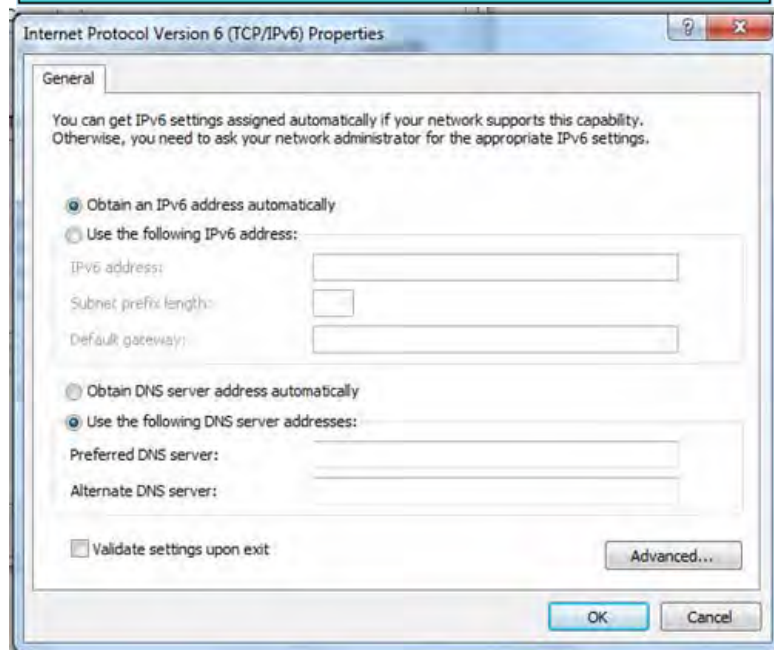 Internet Protocol Version 6 (TCP/IPv6) Properties
General
You can get IPv6 settings assigned automatically if your network supports this capability.
Otherwise, you need to ask your network administrator for the appropriate IPv6 settings.
Obtain an IPv6 address automatically
Use the following IPv6 address:
IPv6 address:
Subnet prefix length:
Default gateway:
Obtain DNS server address automatically
Use the following DNS server addresses:
Preferred DNS server:
Alternate DNS server:
Validate settings upon exit
Advanced...
OK
Cancel